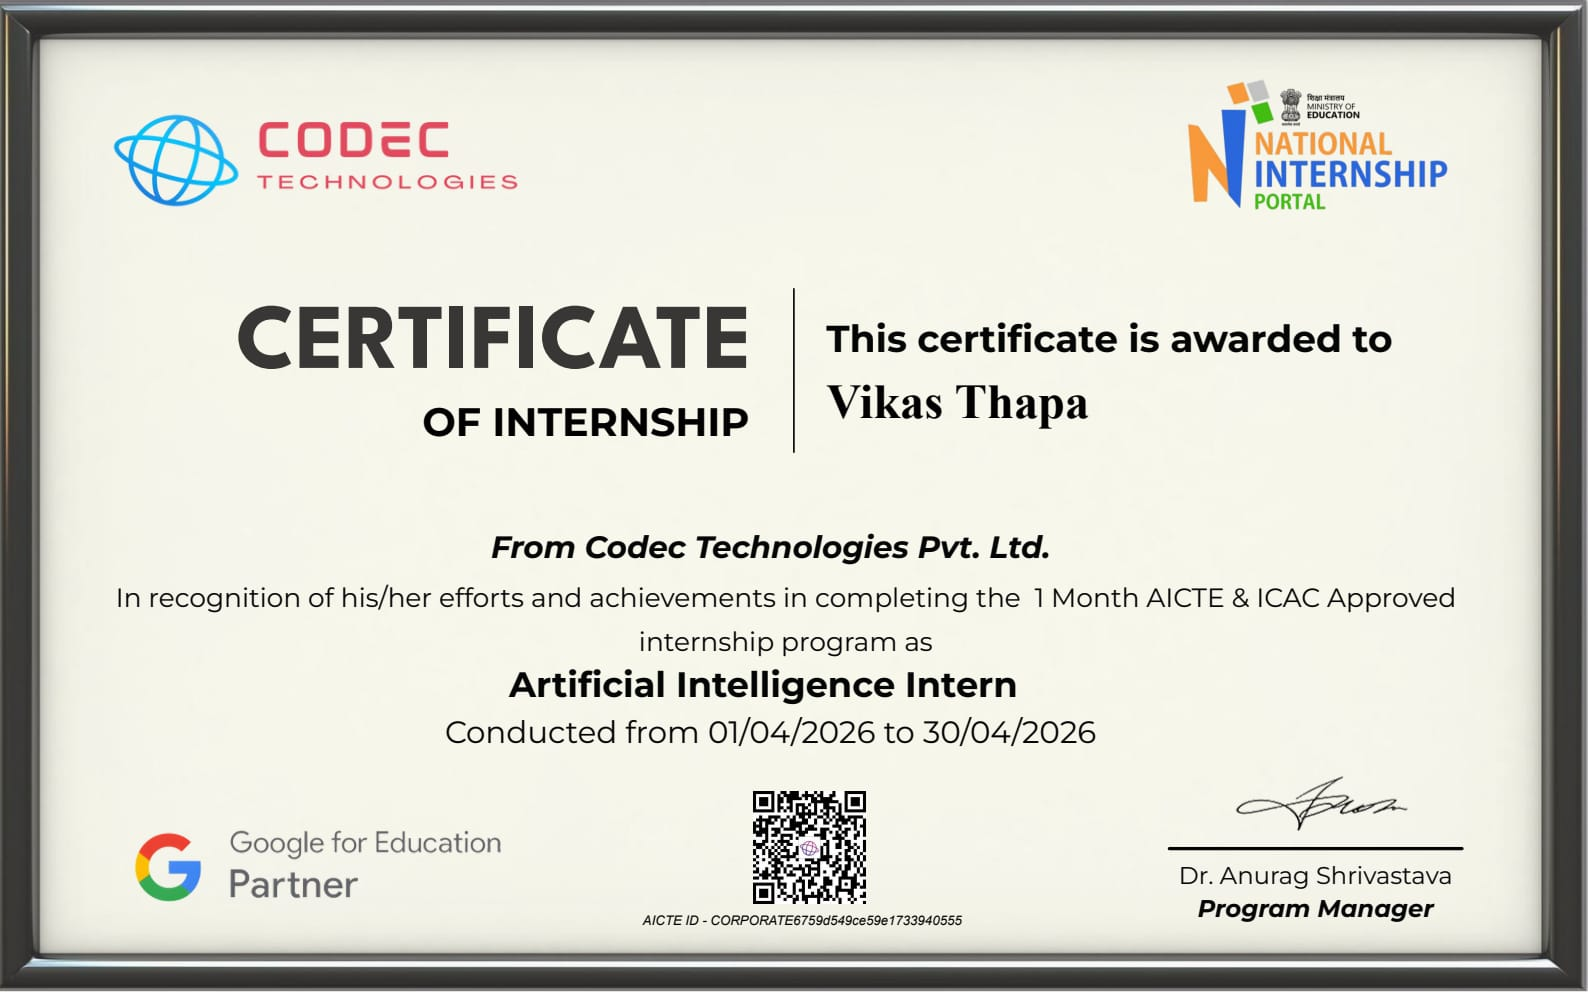 CODEC
TECHNOLOGIES
शिक्षा मंत्रालय
MINISTRY OF
EDUCATION
NATIONAL
INTERNSHIP
PORTAL
CERTIFICATE
OF INTERNSHIP
This certificate is awarded to
Vikas Thapa
From Codec Technologies Pvt. Ltd.
In recognition of his/her efforts and achievements in completing the 1 Month AICTE & ICAC Approved
internship program as
Artificial Intelligence Intern
Conducted from 01/04/2026 to 30/04/2026
Google for Education
Partner
AICTE ID - CORPORATE6759d549ce59e1733940555
Dr. Anurag Shrivastava
Program Manager